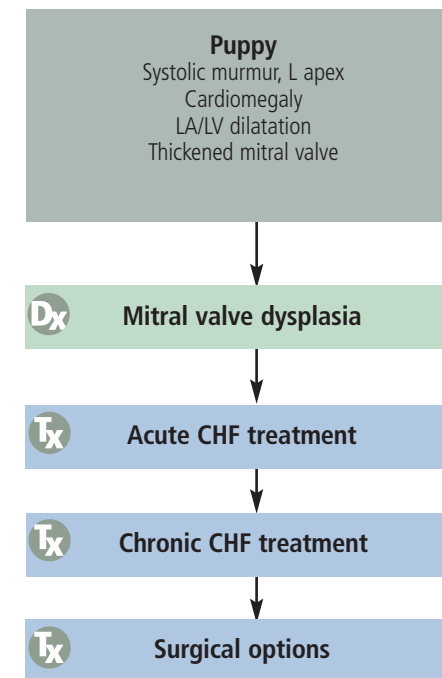 Puppy
Systolic murmur, L apex
Cardiomegaly
LA/LV dilatation
Thickened mitral valve
Dx Mitral valve dysplasia
Tx Acute CHF treatment
Tx Chronic CHF treatment
Tx Surgical options